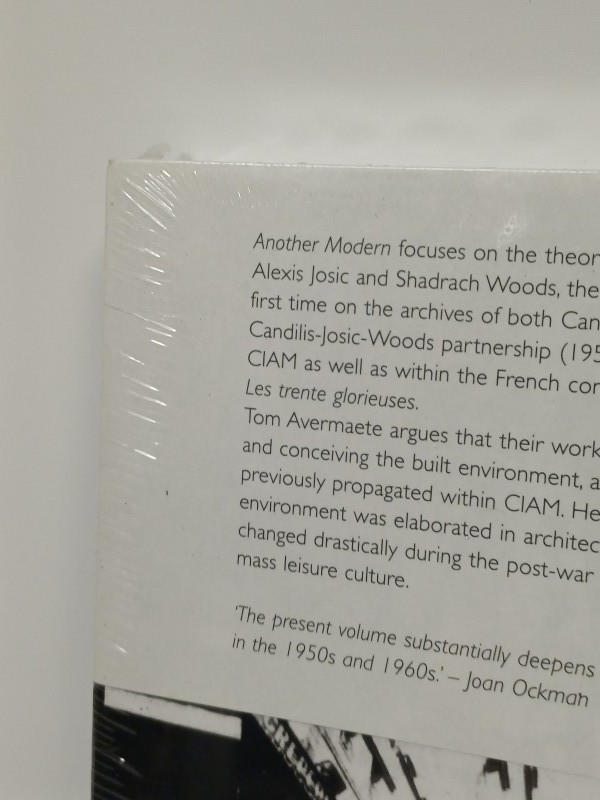 Another Modern focuses on the theor
Alexis Josic and Shadrach Woods, the
first time on the archives of both Can
Candilis-Josic-Woods partnership (195
CIAM as well as within the French cor
Les trente glorieuses.
Tom Avermaete argues that their work
and conceiving the built environment, a
previously propagated within CIAM. He
environment was elaborated in architec
changed drastically during the post-war
mass leisure culture.
'The present volume substantially deepens
in the 1950s and 1960s.' – Joan Ockman